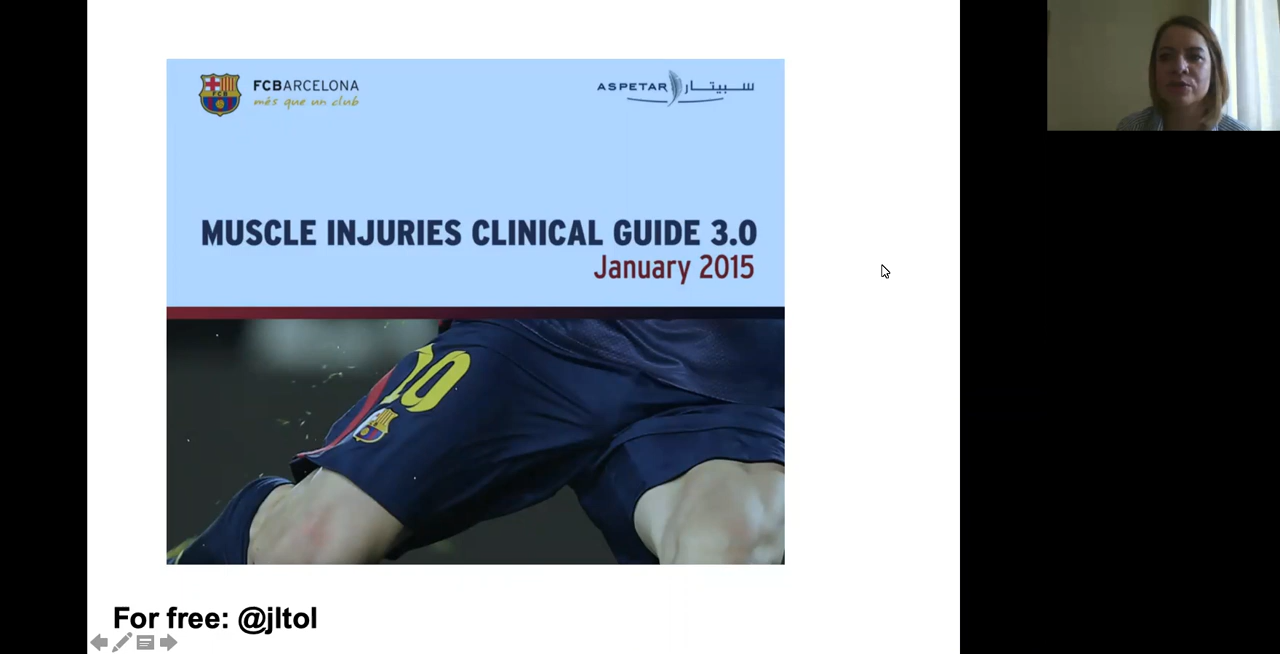 FCBARCELONA
més que un club
ASPETAR سبيتار
MUSCLE INJURIES CLINICAL GUIDE 3.0
January 2015
10
For free: @jltol